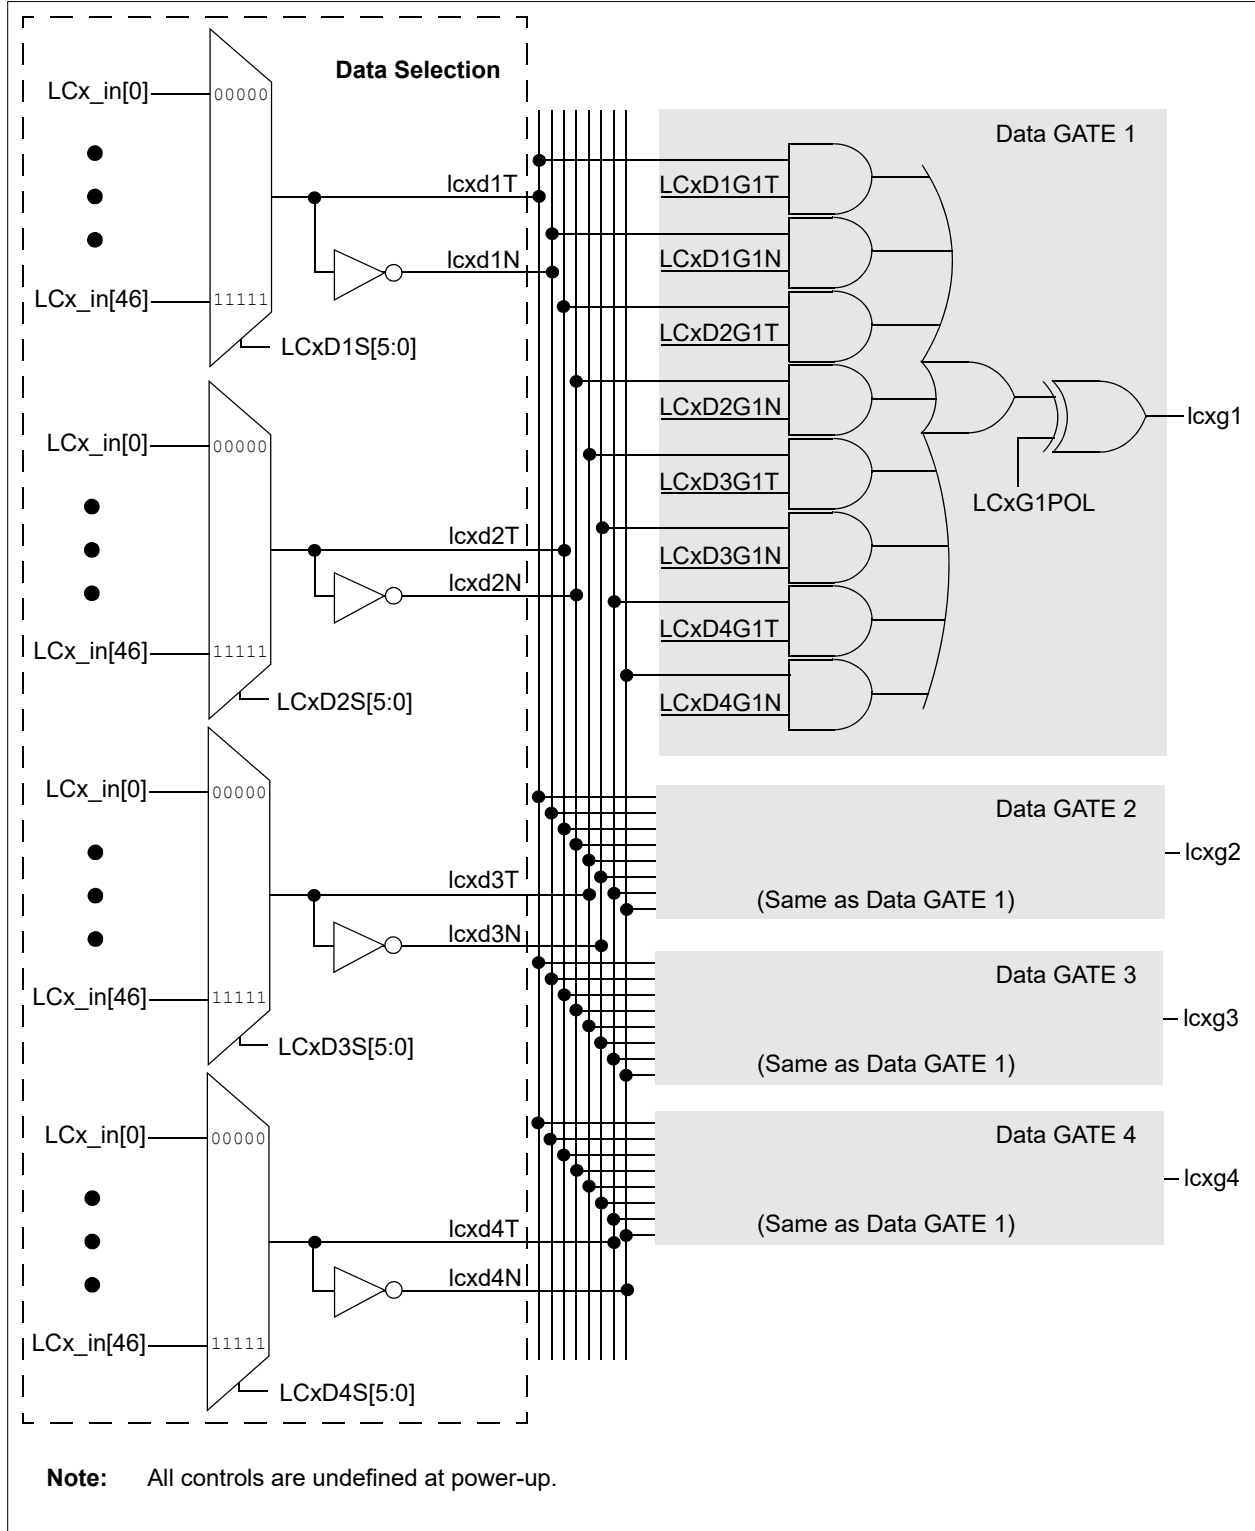 Data Selection
LCx_in[0]
00000
LCx_in[46]
11111
LCxD1S[5:0]
lcxd1T
lcxd1N
LCx_in[0]
00000
LCx_in[46]
11111
LCxD2S[5:0]
lcxd2T
lcxd2N
LCx_in[0]
00000
LCx_in[46]
11111
LCxD3S[5:0]
lcxd3T
lcxd3N
LCx_in[0]
00000
LCx_in[46]
11111
LCxD4S[5:0]
lcxd4T
lcxd4N
Data GATE 1
LCxD1G1T
LCxD1G1N
LCxD2G1T
LCxD2G1N
LCxD3G1T
LCxD3G1N
LCxD4G1T
LCxD4G1N
LCxG1POL
lcxg1
Data GATE 2
(Same as Data GATE 1)
lcxg2
Data GATE 3
(Same as Data GATE 1)
lcxg3
Data GATE 4
(Same as Data GATE 1)
lcxg4
Note: All controls are undefined at power-up.